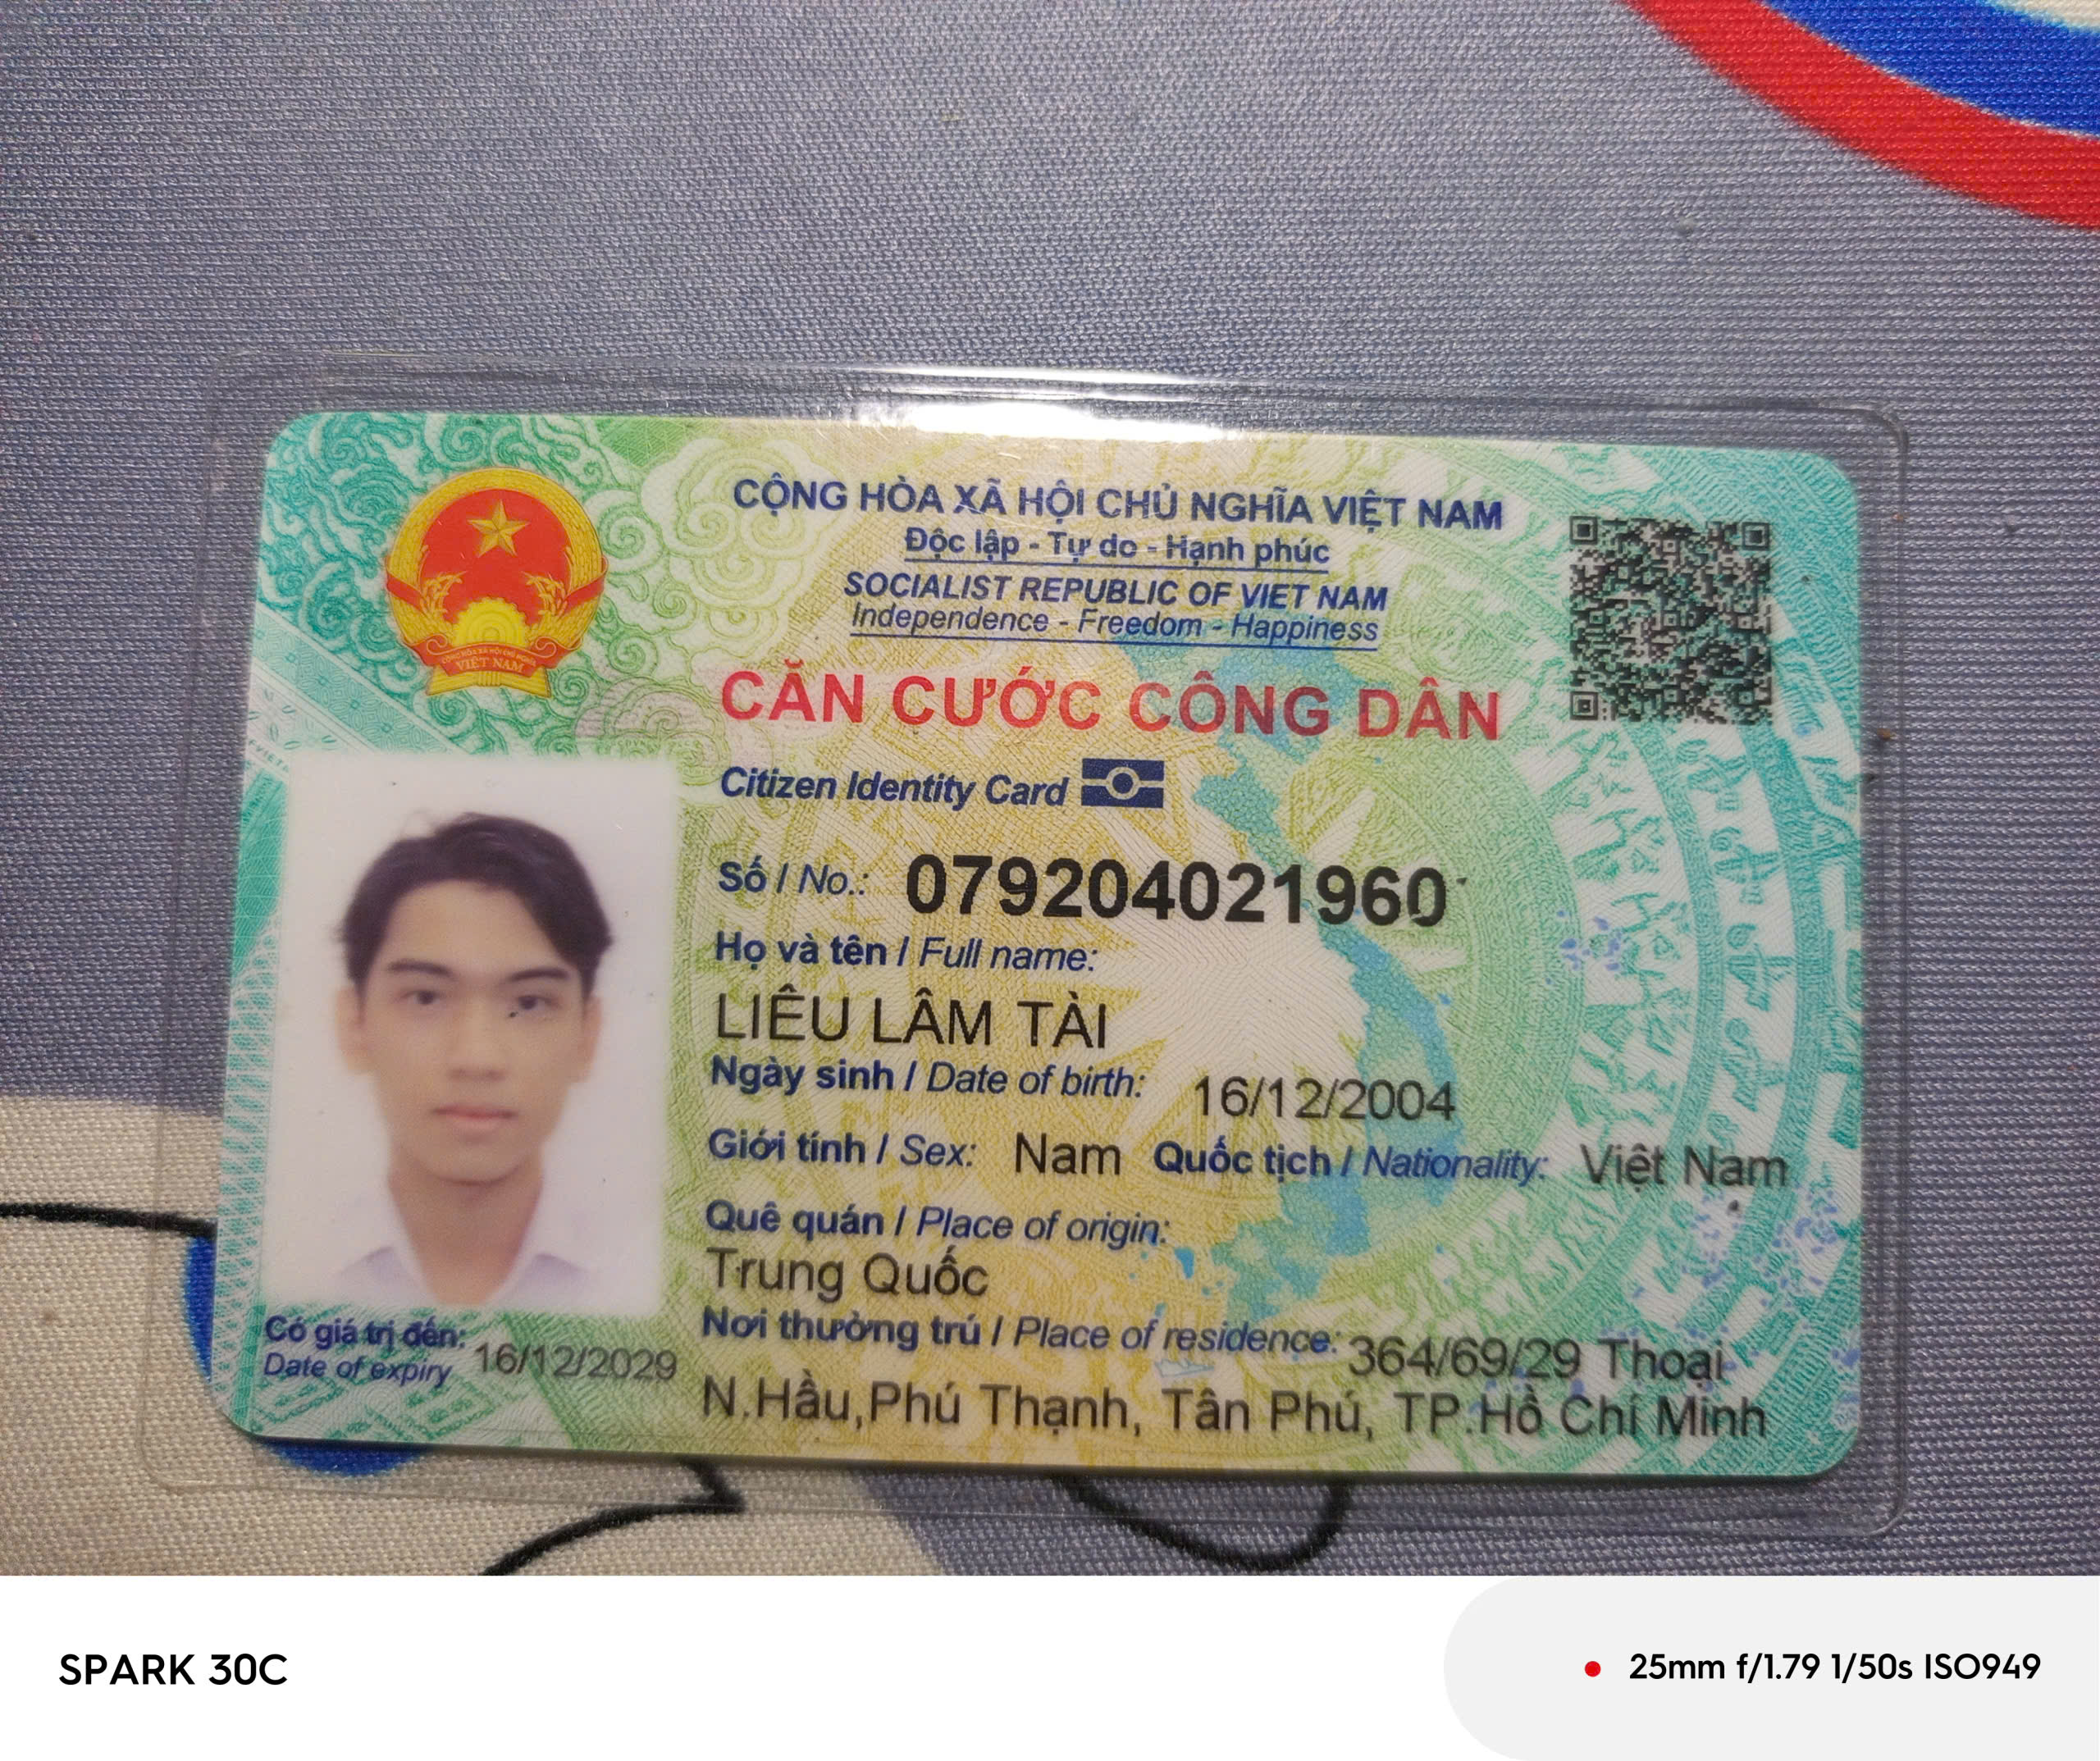 CỘNG HÒA XÃ HỘI CHỦ NGHĨA VIỆT NAM
Độc lập - Tự do - Hạnh phúc
SOCIALIST REPUBLIC OF VIET NAM
Independence - Freedom - Happiness
CĂN CƯỚC CÔNG DÂN
Citizen Identity Card
VIỆT NAM
Số / No.: 079204021960
Họ và tên / Full name:
LIÊU LÂM TÀI
Ngày sinh / Date of birth: 16/12/2004
Giới tính / Sex: Nam Quốc tịch / Nationality: Việt Nam
Quê quán / Place of origin:
Trung Quốc
Nơi thường trú / Place of residence: 364/69/29 Thoại
N.Hầu,Phú Thạnh, Tân Phú, TP.Hồ Chí Minh
Có giá trị đến: 16/12/2029
Date of expiry
SPARK 30C
25mm f/1.79 1/50s ISO949